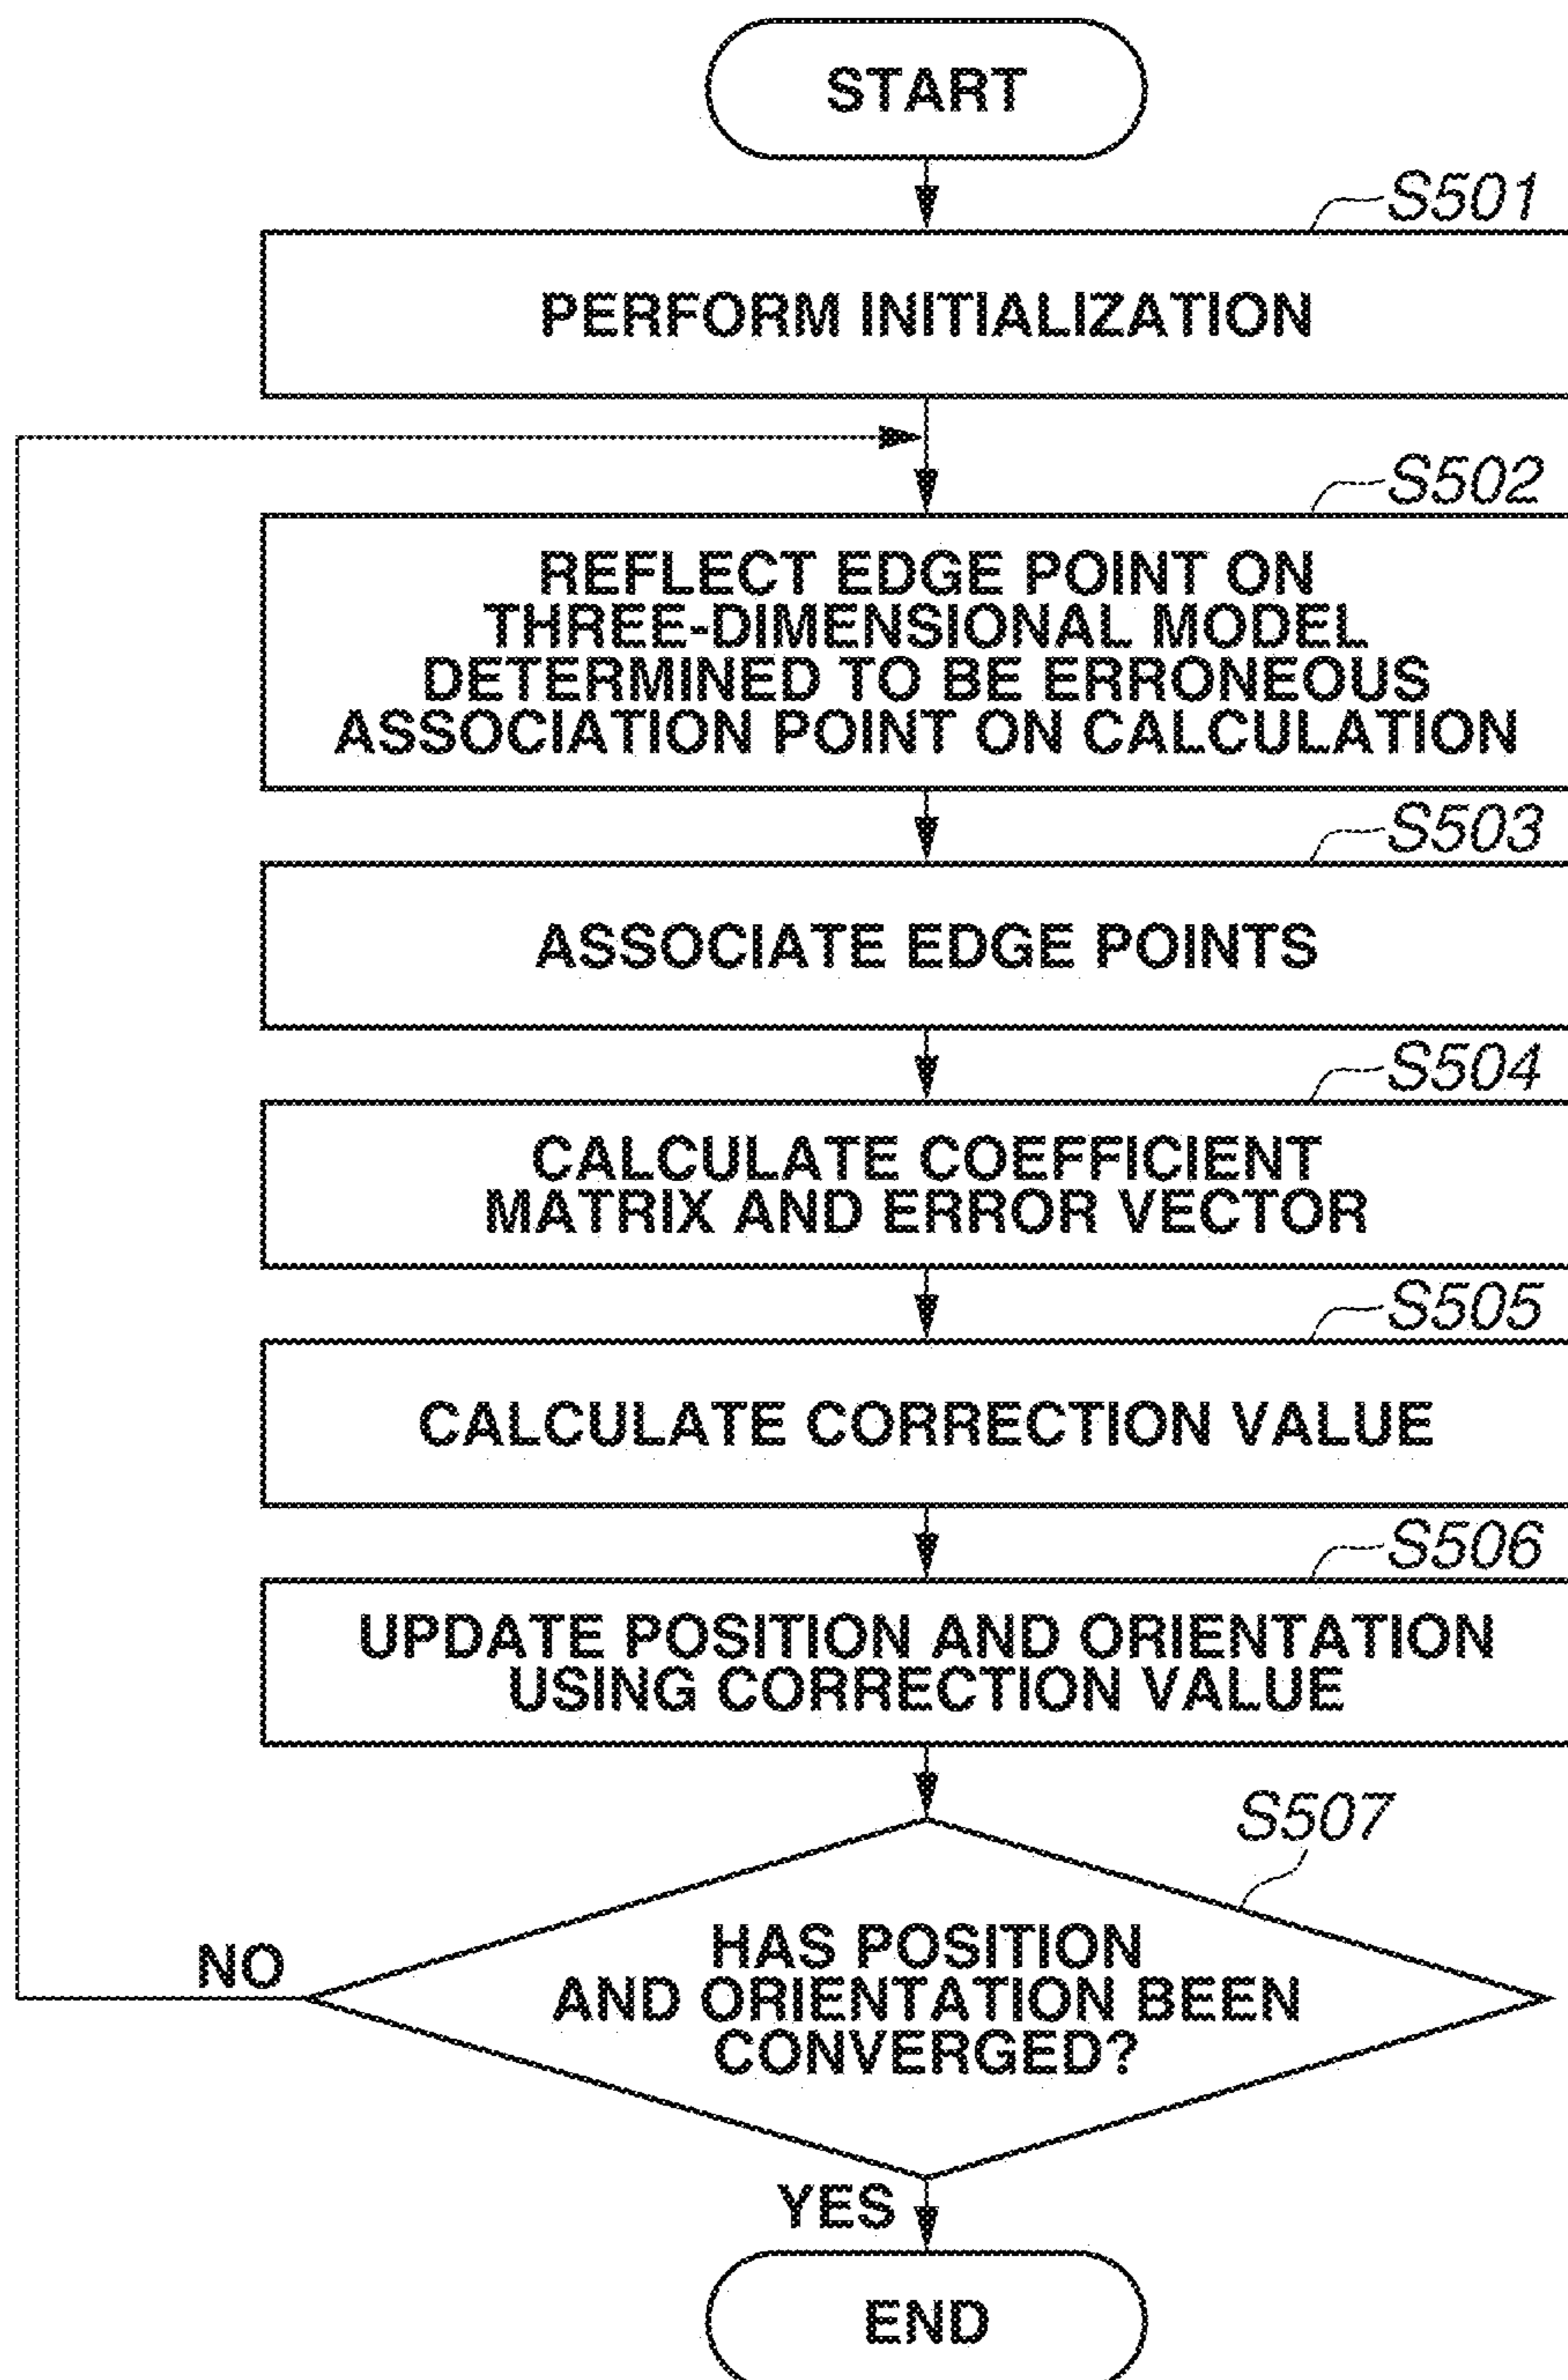 START
S501
PERFORM INITIALIZATION
S502
REFLECT EDGE POINT ON
THREE-DIMENSIONAL MODEL
DETERMINED TO BE ERRONEOUS
ASSOCIATION POINT ON CALCULATION
S503
ASSOCIATE EDGE POINTS
S504
CALCULATE COEFFICIENT
MATRIX AND ERROR VECTOR
S505
CALCULATE CORRECTION VALUE
S506
UPDATE POSITION AND ORIENTATION
USING CORRECTION VALUE
S507
HAS POSITION
AND ORIENTATION BEEN
CONVERGED?
NO
YES
END